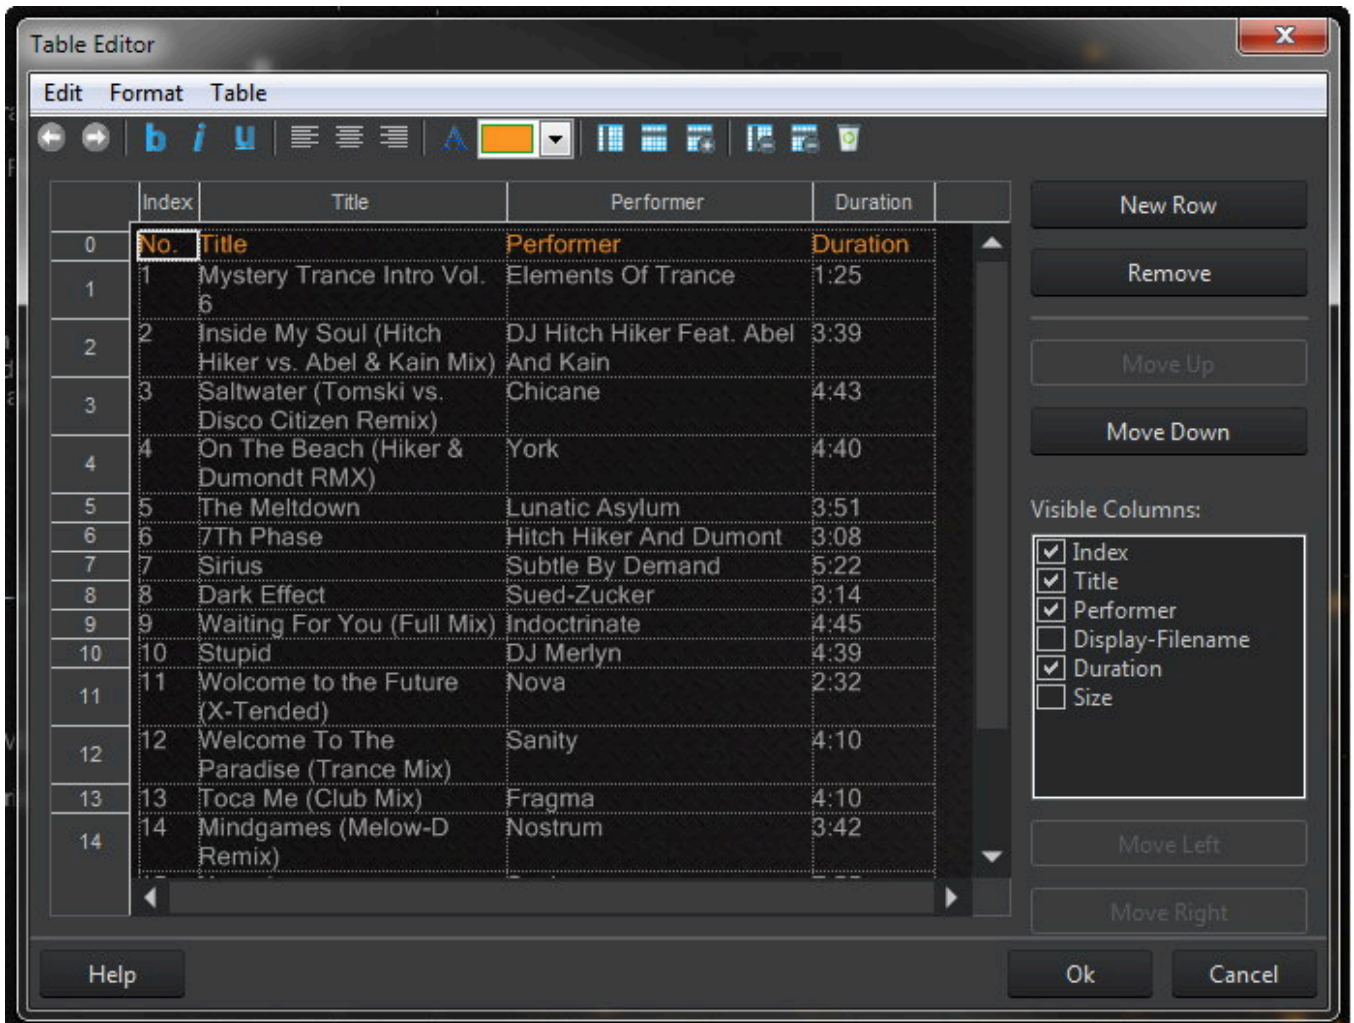 Table Editor
Edit Format Table
b i u A
Index Title Performer Duration
New Row
0 No. Title Performer Duration
Remove
1 1 Mystery Trance Intro Vol. Elements Of Trance 1:25
6
2 2 Inside My Soul (Hitch DJ Hitch Hiker Feat. Abel 3:39
Hiker vs. Abel & Kain Mix) And Kain
Move Up
3 3 Saltwater (Tomski vs. Chicane 4:43
Disco Citizen Remix)
Move Down
4 4 On The Beach (Hiker & York 4:40
Dumondt RMX)
5 5 The Meltdown Lunatic Asylum 3:51
Visible Columns:
6 6 7Th Phase Hitch Hiker And Dumont 3:08
Index
7 7 Sirius Subtle By Demand 5:22
Title
8 8 Dark Effect Sued-Zucker 3:14
Performer
9 9 Waiting For You (Full Mix) Indoctrinate 4:45
Display-Filename
10 10 Stupid DJ Merlyn 4:39
Duration
11 11 Wolcome to the Future Nova 2:32
(X-Tended)
Size
12 12 Welcome To The Sanity 4:10
Paradise (Trance Mix)
13 13 Toca Me (Club Mix) Fragma 4:10
14 14 Mindgames (Melow-D Nostrum 3:42
Remix)
Move Left
Move Right
Help Ok Cancel